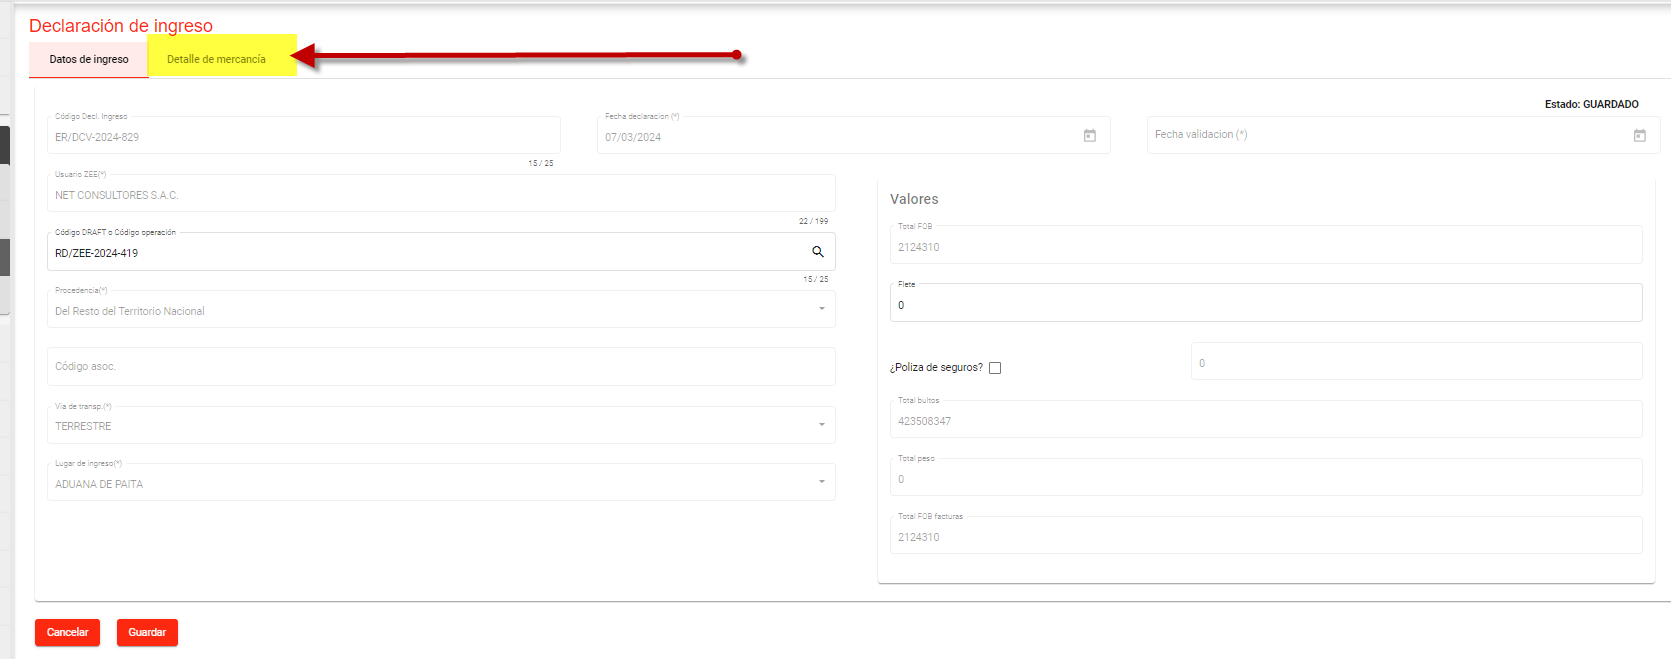 Declaración de ingreso
Datos de ingreso
Detalle de mercancía
Estado: GUARDADO
Código Decl. Ingreso
ER/DCV-2024-829
15 / 25
Fecha declaracion (*)
07/03/2024
Fecha validacion (*)
Usuario ZEE(*)
NET CONSULTORES S.A.C.
22 / 199
Código DRAFT o Código operación
RD/ZEE-2024-419
15 / 25
Procedencia(*)
Del Resto del Territorio Nacional
Código asoc.
Vía de transp.(*)
TERRESTRE
Lugar de ingreso(*)
ADUANA DE PAITA
Valores
Total FOB
2124310
Flete
0
¿Poliza de seguros?
0
Total bultos
423508347
Total peso
0
Total FOB facturas
2124310
Cancelar
Guardar